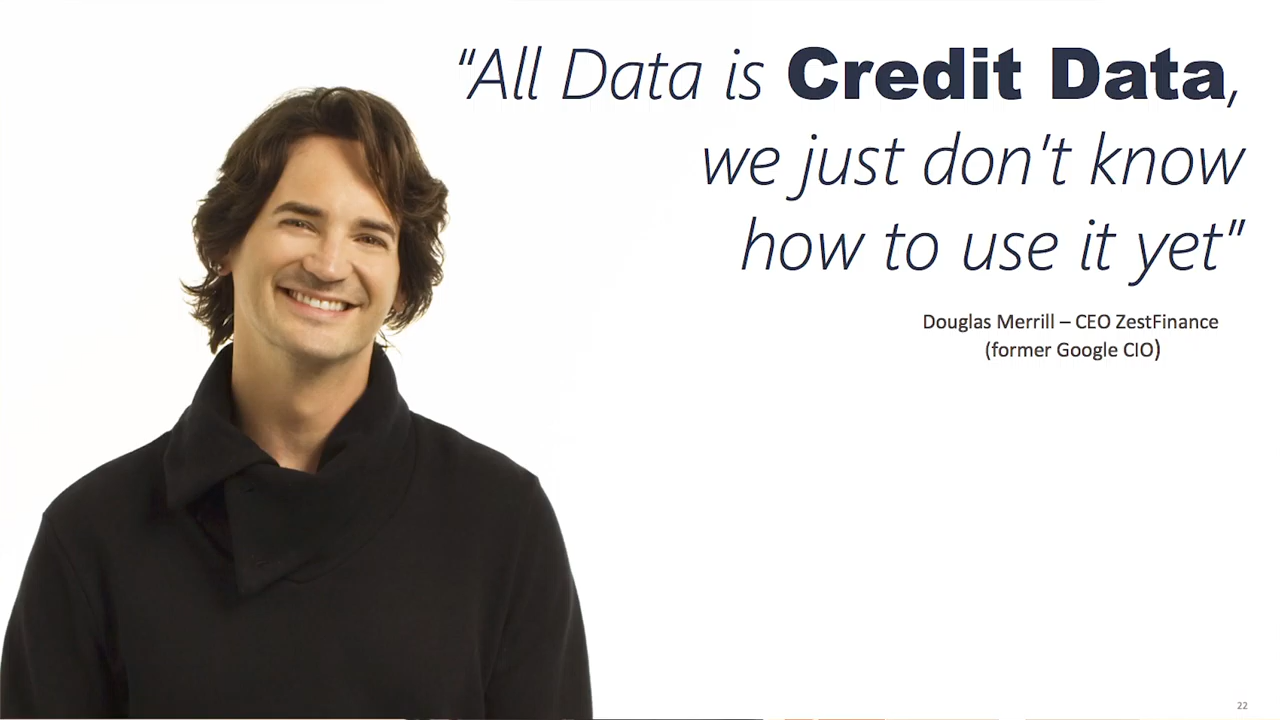 "All Data is Credit Data,
we just don't know
how to use it yet"
Douglas Merrill – CEO ZestFinance
(former Google CIO)
22